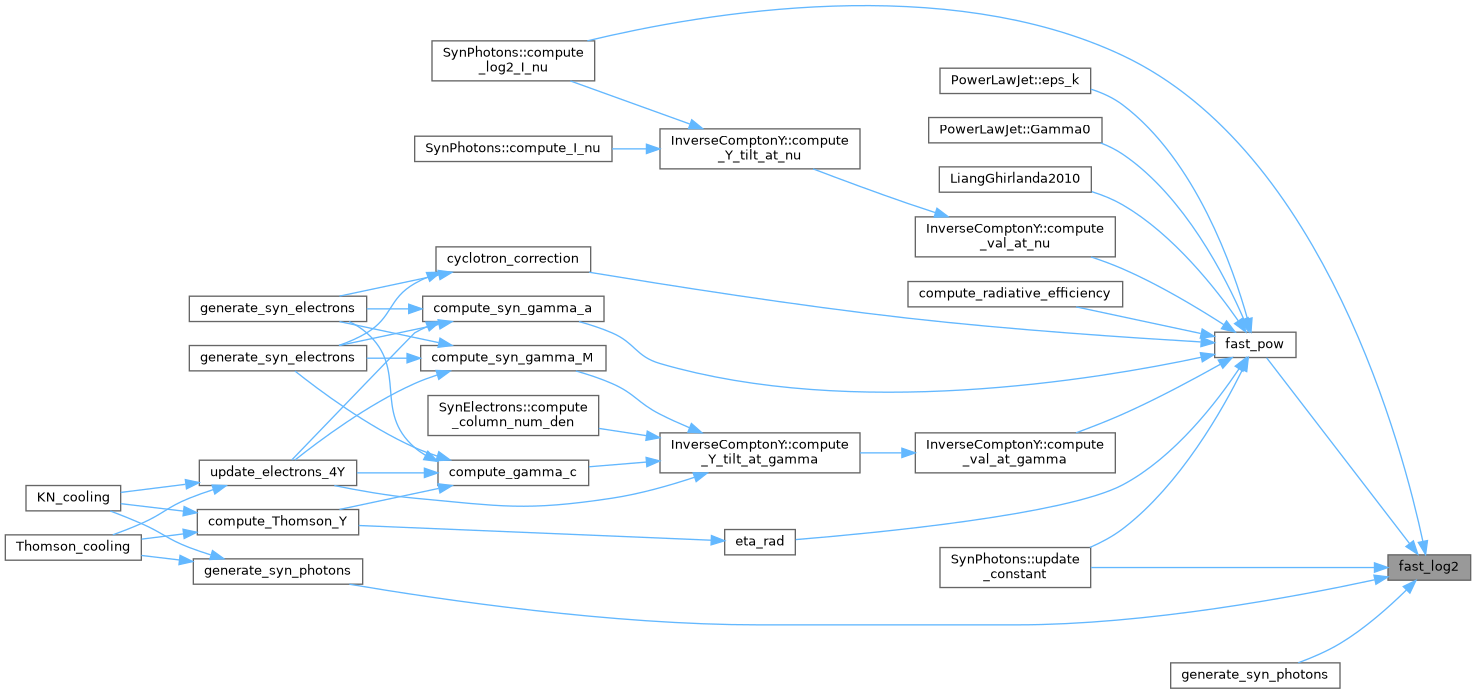 SynPhotons::compute
_log2_I_nu
PowerLawJet::eps_k
PowerLawJet::Gamma0
InverseComptonY::compute
_Y_tilt_at_nu
SynPhotons::compute_I_nu
LiangGhirlanda2010
InverseComptonY::compute
_val_at_nu
cyclotron_correction
compute_radiative_efficiency
generate_syn_electrons
compute_syn_gamma_a
fast_pow
generate_syn_electrons
compute_syn_gamma_M
SynElectrons::compute
_column_num_den
InverseComptonY::compute
_Y_tilt_at_gamma
InverseComptonY::compute
_val_at_gamma
update_electrons_4Y
compute_gamma_c
KN_cooling
compute_Thomson_Y
eta_rad
Thomson_cooling
generate_syn_photons
SynPhotons::update
_constant
fast_log2
generate_syn_photons